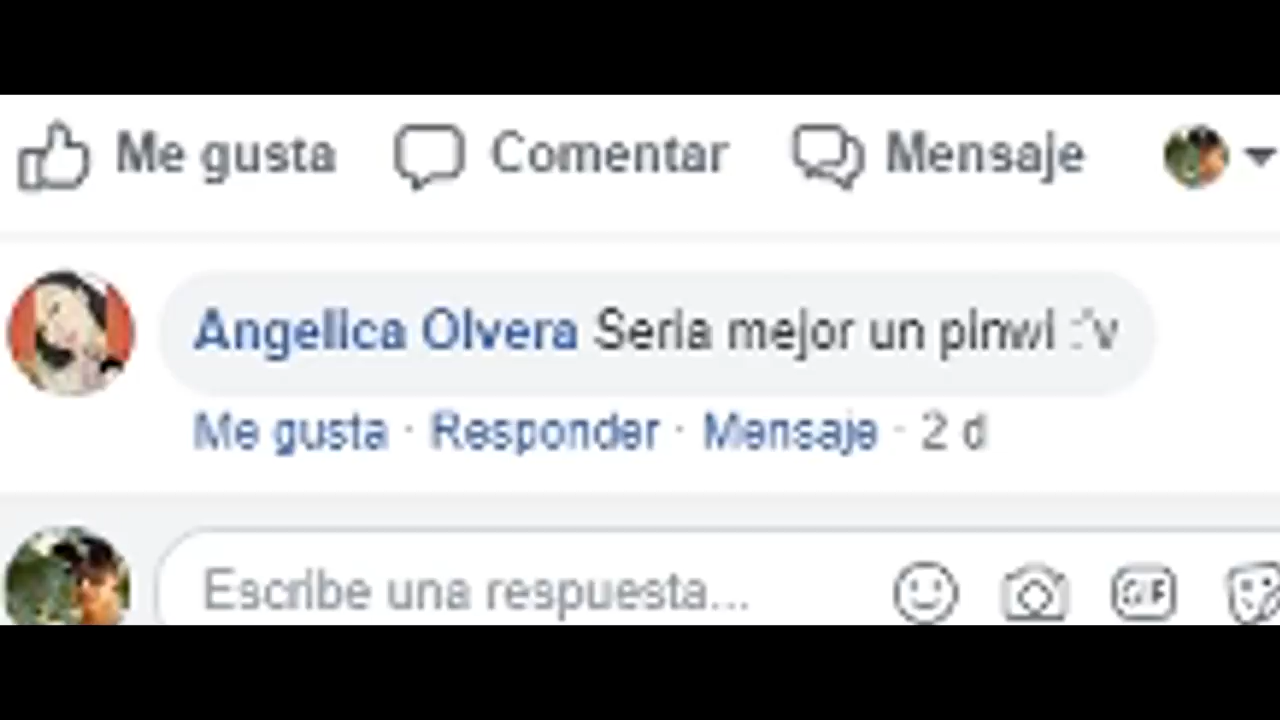 Me gusta Comentar Mensaje
Angelica Olvera Seria mejor un pinwi :'v
Me gusta · Responder · Mensaje · 2 d
Escribe una respuesta...
GIF